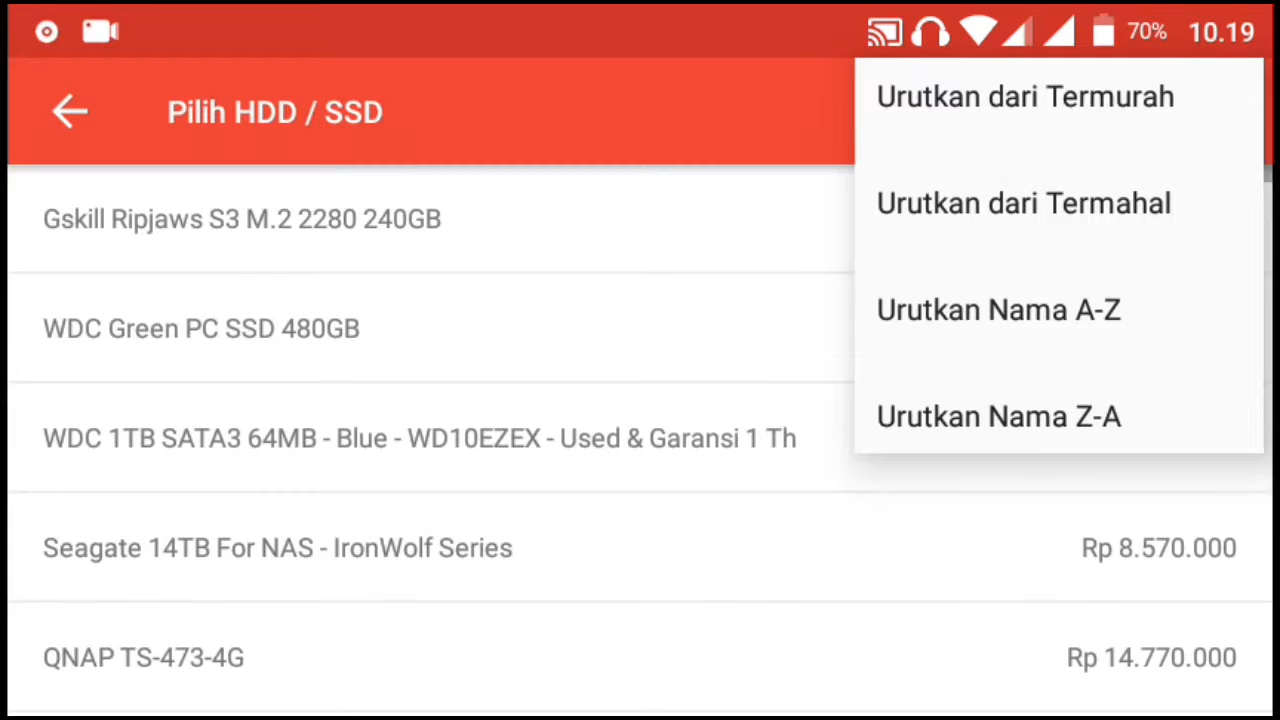 70% 10.19
Pilih HDD / SSD
Urutkan dari Termurah
Urutkan dari Termahal
Urutkan Nama A-Z
Urutkan Nama Z-A
Gskill Ripjaws S3 M.2 2280 240GB
WDC Green PC SSD 480GB
WDC 1TB SATA3 64MB - Blue - WD10EZEX - Used & Garansi 1 Th
Seagate 14TB For NAS - IronWolf Series Rp 8.570.000
QNAP TS-473-4G Rp 14.770.000